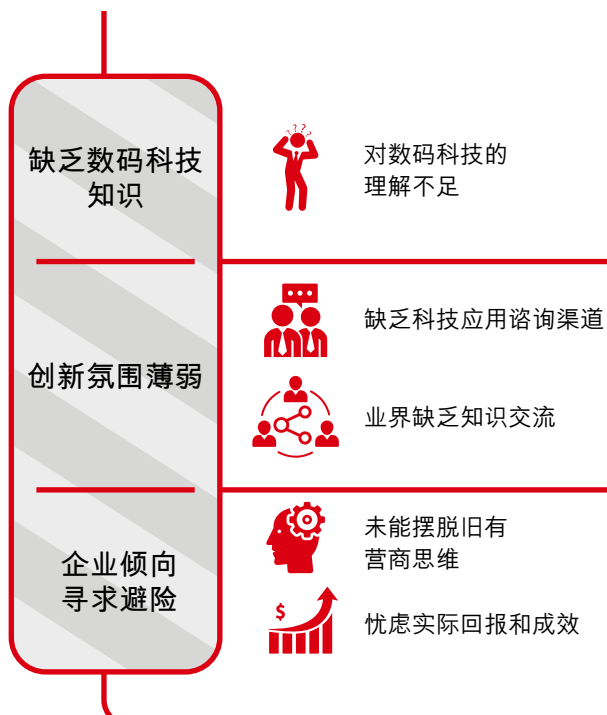 缺乏数码科技
知识
对数码科技的
理解不足
创新氛围薄弱
缺乏科技应用谘询渠道
业界缺乏知识交流
企业倾向
寻求避险
未能摆脱旧有
营商思维
忧虑实际回报和成效
???
$